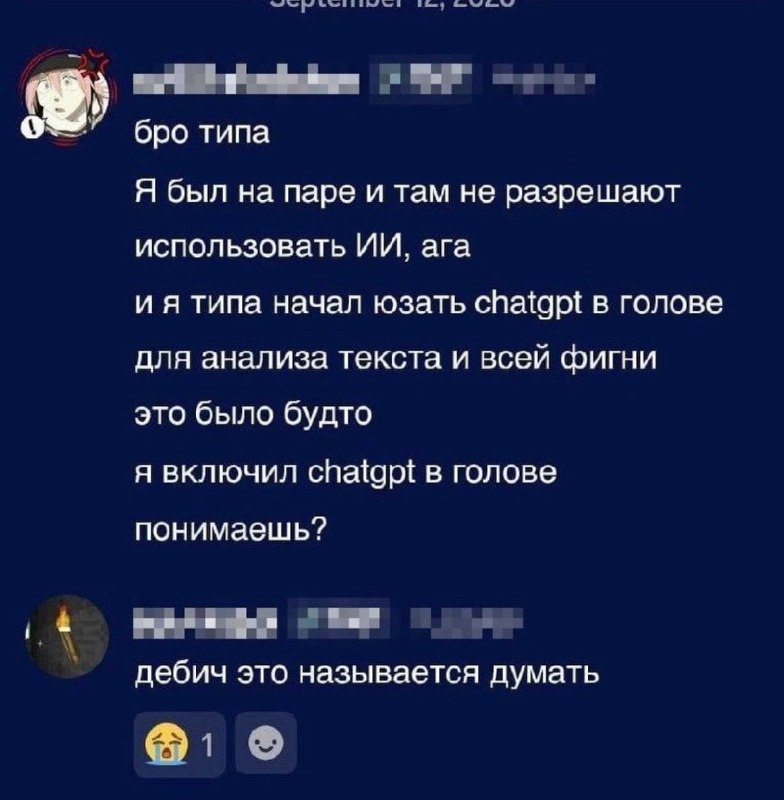 бро типа
Я был на паре и там не разрешают
использовать ИИ, ага
и я типа начал юзать chatgpt в голове
для анализа текста и всей фигни
это было будто
я включил chatgpt в голове
понимаешь?
дебич это называется думать
1